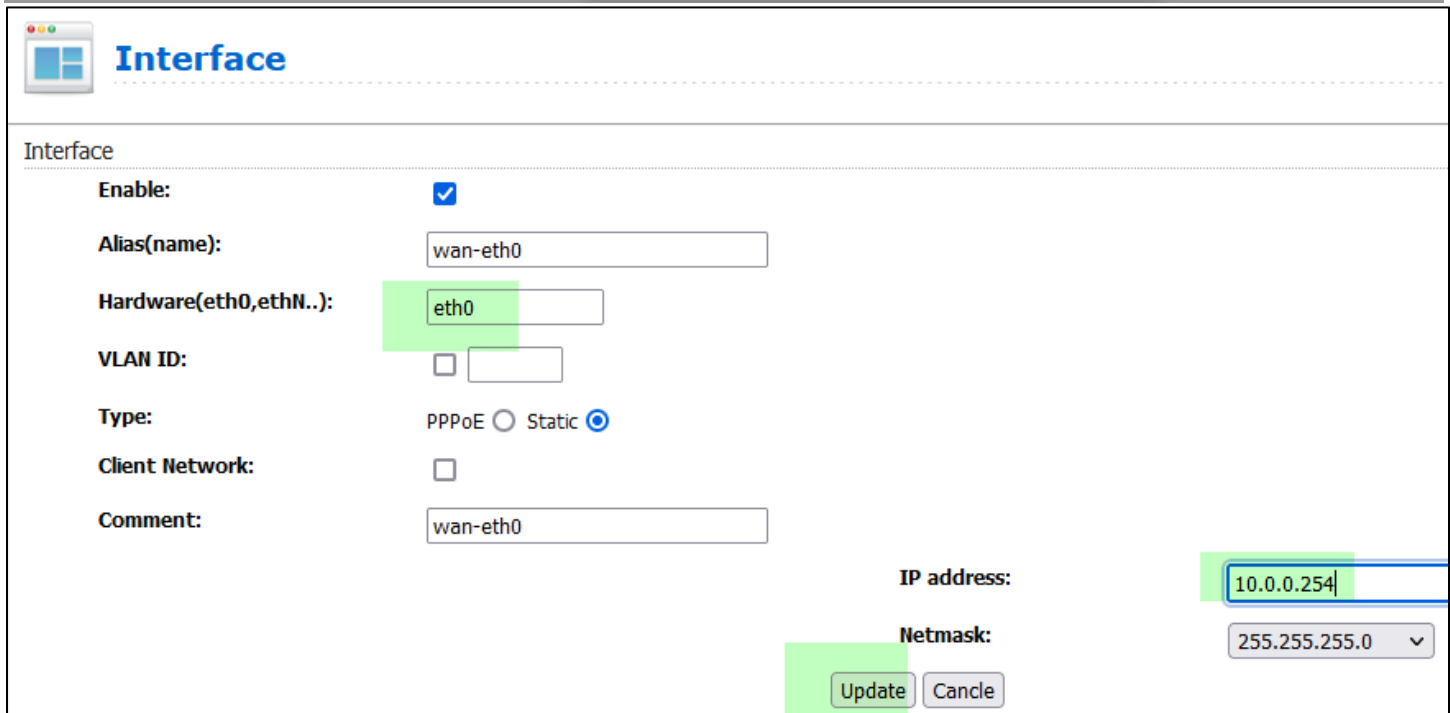 Interface
Interface
Enable:
Alias(name): wan-eth0
Hardware(eth0,ethN..): eth0
VLAN ID:
Type: PPPoE Static
Client Network:
Comment: wan-eth0
IP address: 10.0.0.254
Netmask: 255.255.255.0
Update Cancle